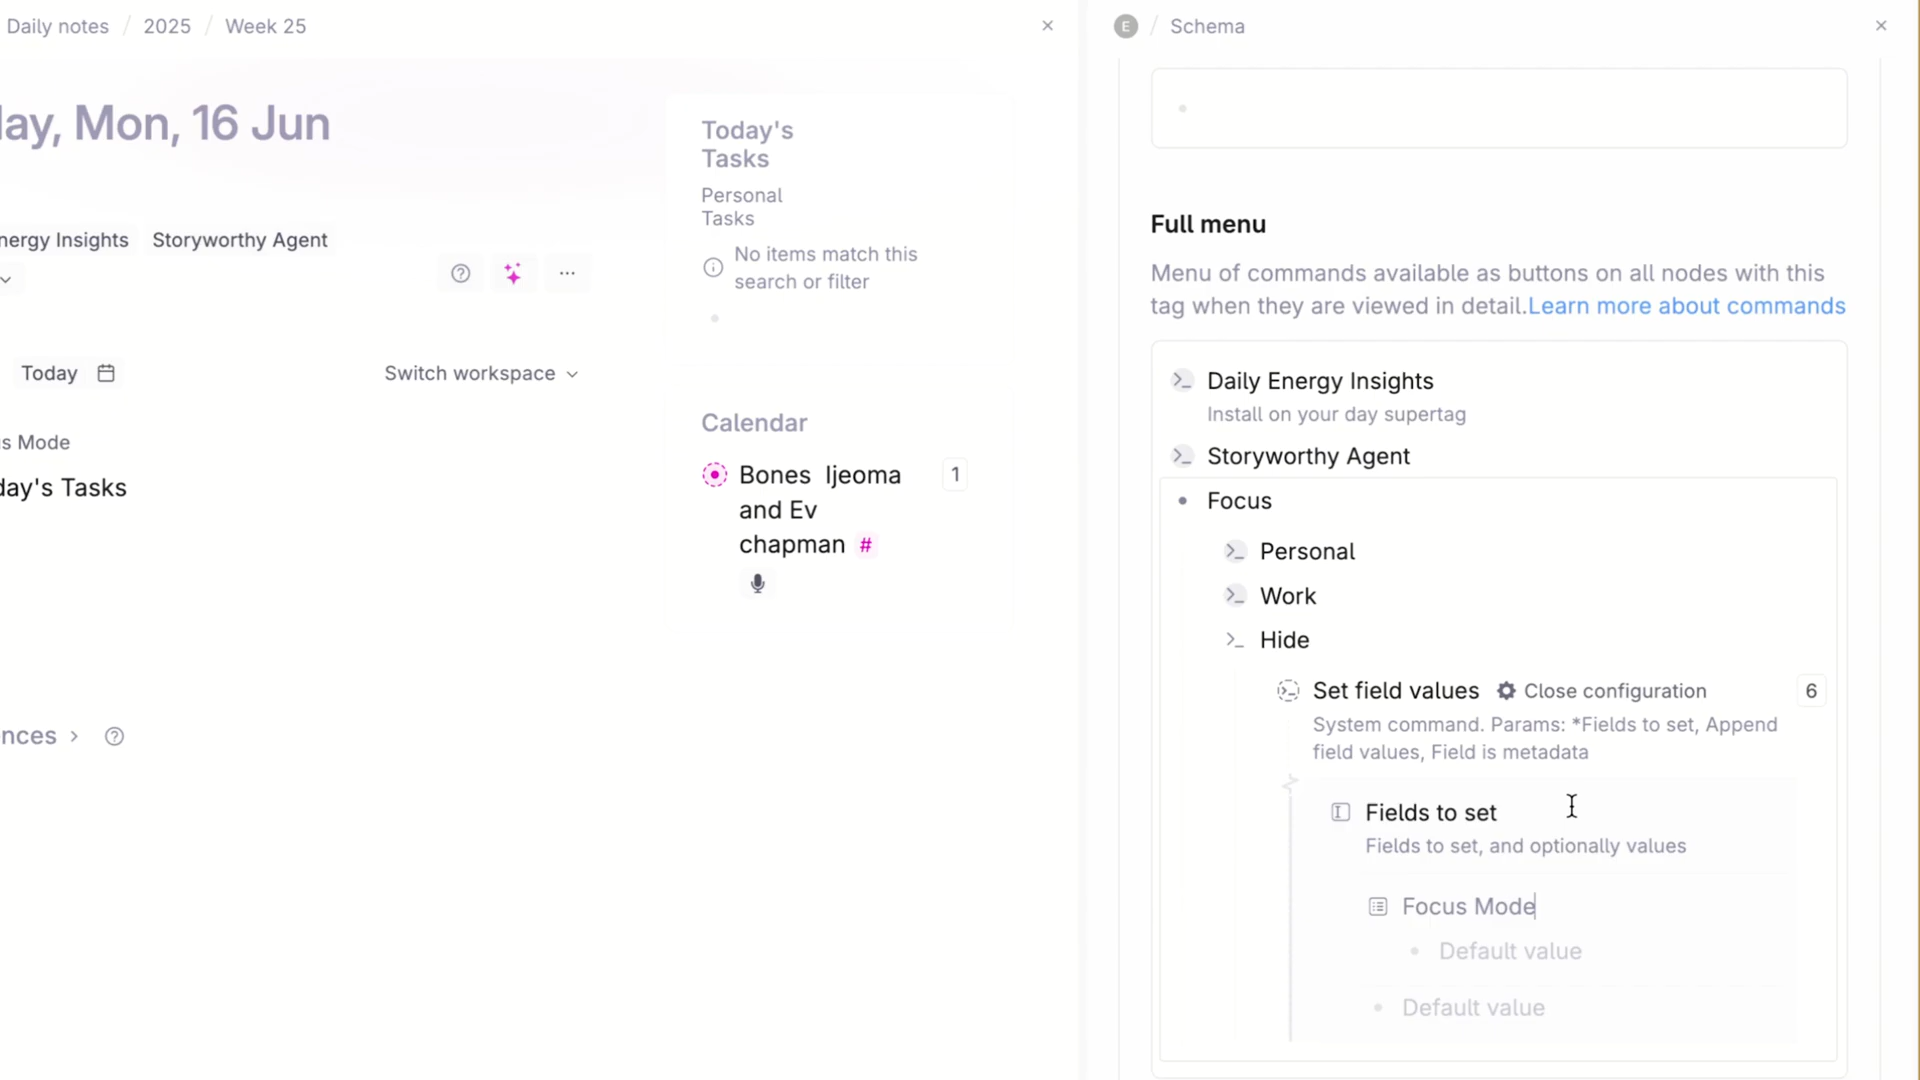 Daily notes / 2025 / Week 25
lay, Mon, 16 Jun
nergy Insights Storyworthy Agent
Today
Switch workspace
s Mode
day's Tasks
nces
Today's
Tasks
Personal
Tasks
No items match this
search or filter
Calendar
Bones Ijeoma
and Ev
chapman #
1
E / Schema
Full menu
Menu of commands available as buttons on all nodes with this
tag when they are viewed in detail.Learn more about commands
Daily Energy Insights
Install on your day supertag
Storyworthy Agent
Focus
Personal
Work
Hide
Set field values Close configuration 6
System command. Params: *Fields to set, Append
field values, Field is metadata
Fields to set
Fields to set, and optionally values
Focus Mode
Default value
Default value